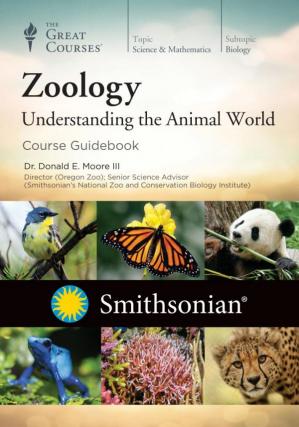 THE
GREAT
COURSES®
Topic
Science & Mathematics
Subtopic
Biology
Zoology
Understanding the Animal World
Course Guidebook
Dr. Donald E. Moore III
Director (Oregon Zoo); Senior Science Advisor
(Smithsonian's National Zoo and Conservation Biology Institute)
Smithsonian®